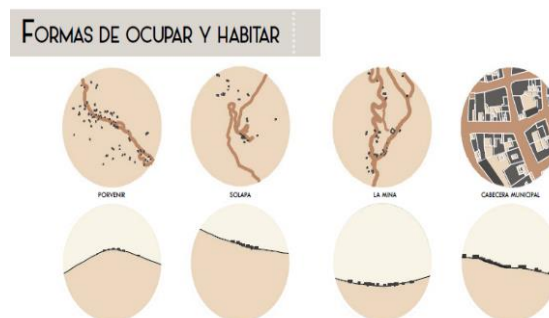 FORMAS DE OCUPAR Y HABITAR
PORVENIR
SOLAPA
LA MINA
CABECERA MUNICIPAL